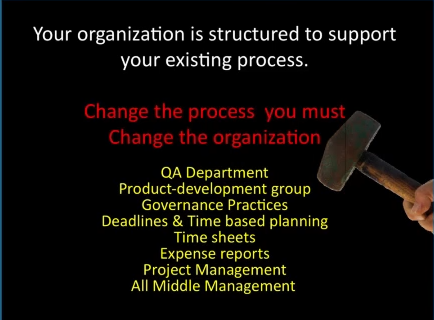 Your organization is structured to support
your existing process.
Change the process you must
Change the organization
QA Department
Product-development group
Governance Practices
Deadlines & Time based planning
Time sheets
Expense reports
Project Management
All Middle Management